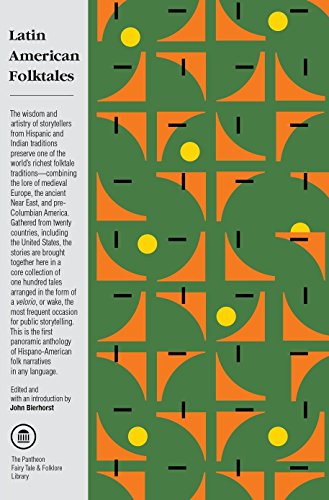 Latin
American
Folktales
The wisdom and
artistry of storytellers
from Hispanic and
Indian traditions
preserve one of the
world's richest folktale
traditions—combining
the lore of medieval
Europe, the ancient
Near East, and pre-
Columbian America.
Gathered from twenty
countries, including
the United States, the
stories are brought
together here in a
core collection of
one hundred tales
arranged in the form of
a velorio, or wake, the
most frequent occasion
for public storytelling.
This is the first
panoramic anthology
of Hispano-American
folk narratives
in any language.
Edited and
with an introduction by
John Bierhorst
The Pantheon
Fairy Tale & Folklore
Library